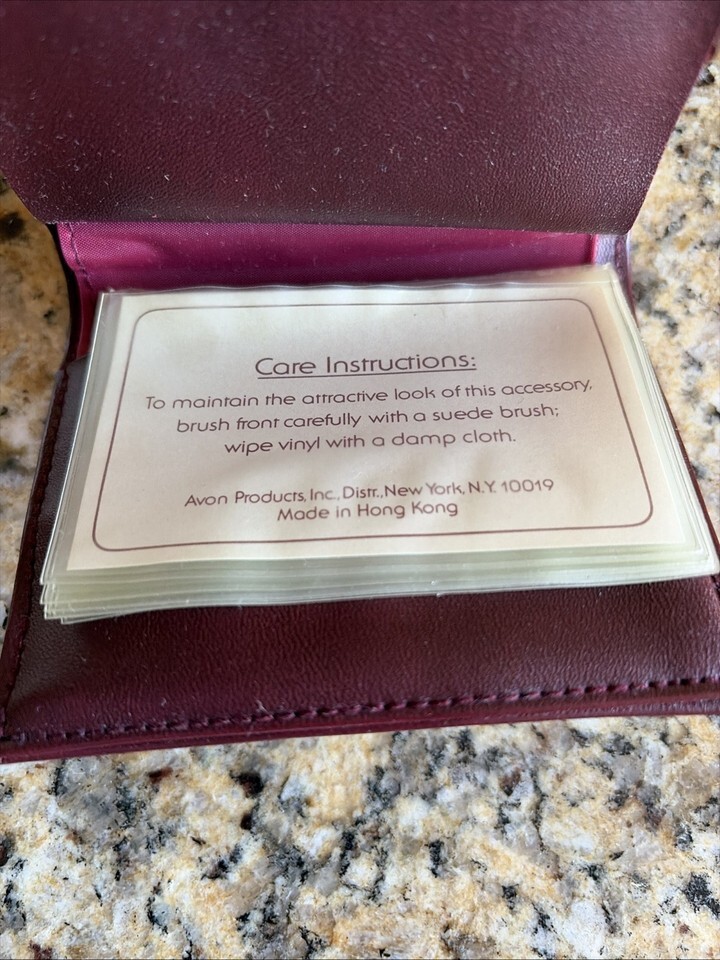 Care Instructions:
To maintain the attractive look of this accessory,
brush front carefully with a suede brush;
wipe vinyl with a damp cloth.
Avon Products, Inc., Distr., New York, N.Y. 10019
Made in Hong Kong